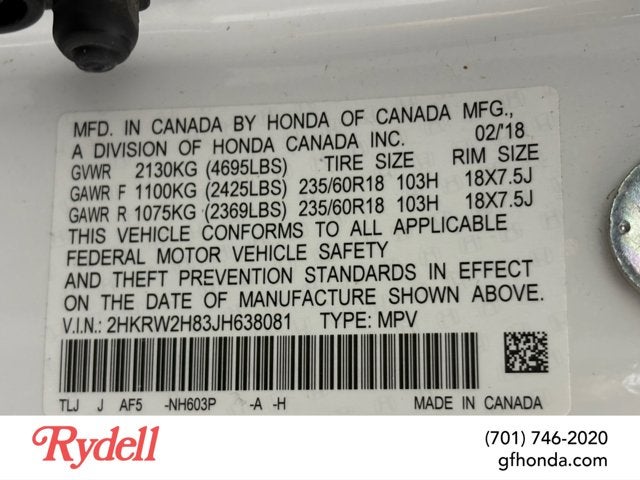 MFD. IN CANADA BY HONDA OF CANADA MFG.,
A DIVISION OF HONDA CANADA INC. 02/'18
GVWR 2130KG (4695LBS) TIRE SIZE RIM SIZE
GAWR F 1100KG (2425LBS) 235/60R18 103H 18X7.5J
GAWR R 1075KG (2369LBS) 235/60R18 103H 18X7.5J
THIS VEHICLE CONFORMS TO ALL APPLICABLE
FEDERAL MOTOR VEHICLE SAFETY
AND THEFT PREVENTION STANDARDS IN EFFECT
ON THE DATE OF MANUFACTURE SHOWN ABOVE.
V.I.N.: 2HKRW2H83JH638081 TYPE: MPV
TLJ J AF5 -NH603P -A -H MADE IN CANADA
Rydell
(701) 746-2020
gfhonda.com